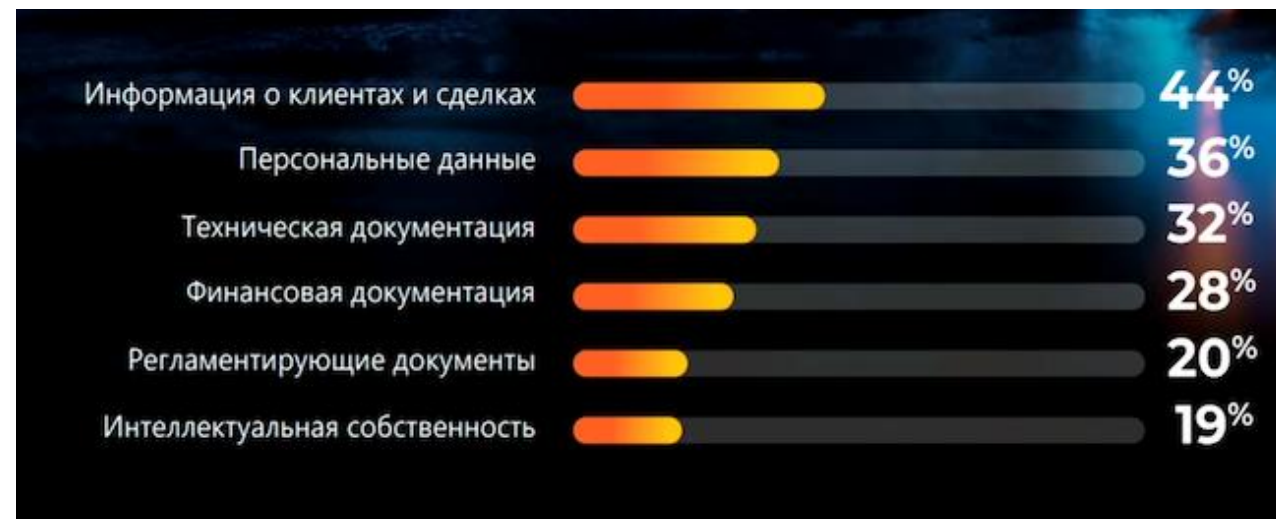 Информация о клиентах и сделках 44%
Персональные данные 36%
Техническая документация 32%
Финансовая документация 28%
Регламентирующие документы 20%
Интеллектуальная собственность 19%